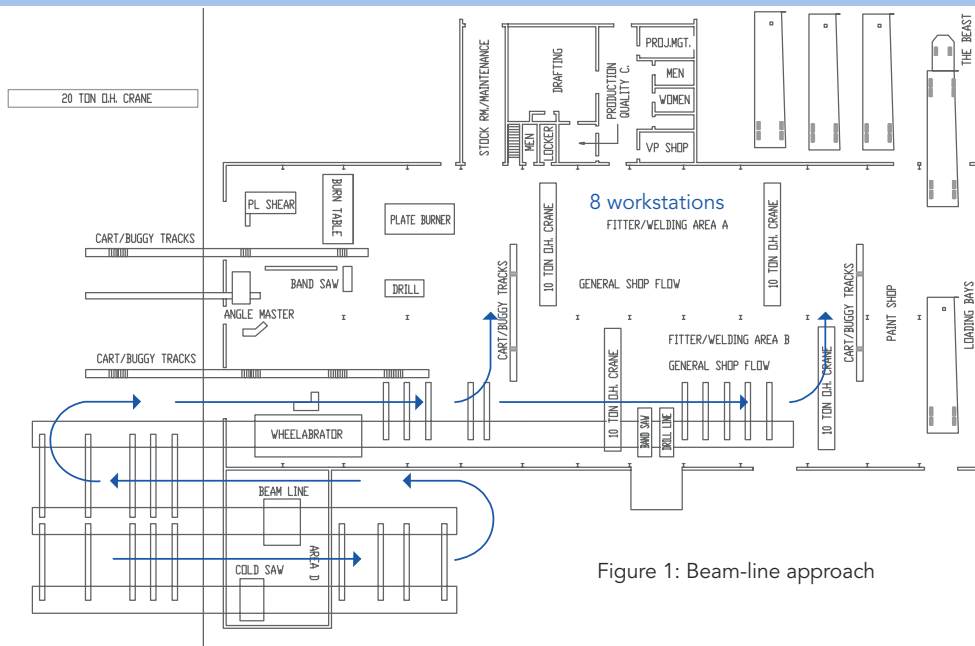 20 TON O.H. CRANE
STOCK RM./MAINTENANCE
DRAFTING
MEN
LOCKER
PRODUCTION
QUALITY C.
PROJ.MGT.
MEN
WOMEN
VP SHOP
THE BEAST
PL SHEAR
BURN TABLE
PLATE BURNER
CART/BUGGY TRACKS
BAND SAW
DRILL
ANGLE MASTER
10 TON O.H. CRANE
8 workstations
FITTER/WELDING AREA A
10 TON O.H. CRANE
GENERAL SHOP FLOW
CART/BUGGY TRACKS
CART/BUGGY TRACKS
PAINT SHOP
LOADING BAYS
CART/BUGGY TRACKS
FITTER/WELDING AREA B
GENERAL SHOP FLOW
10 TON O.H. CRANE
10 TON O.H. CRANE
WHEELABRATOR
BAND SAW
DRILL LINE
BEAM LINE
AREA D
COLD SAW
Figure 1: Beam-line approach